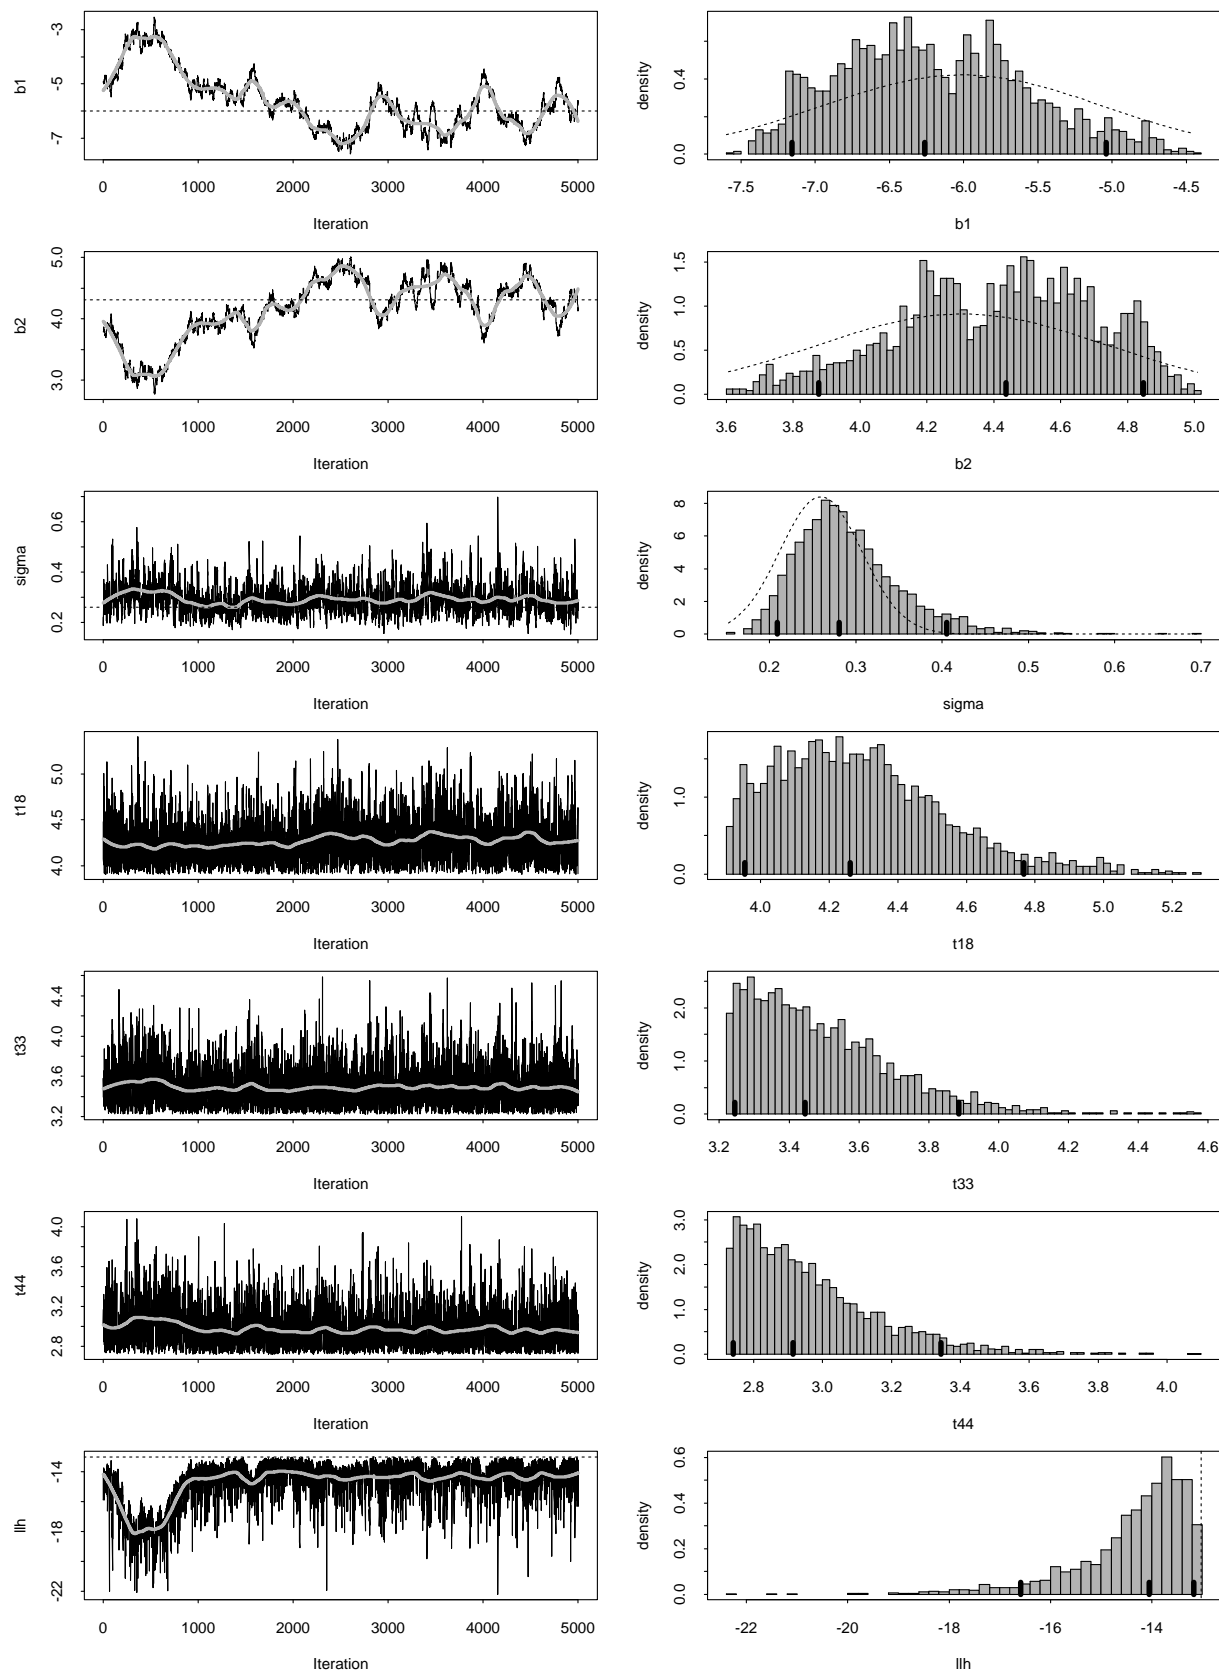 b1
-3
-5
-7
0 1000 2000 3000 4000 5000
Iteration
density
0.4
0.0
-7.5 -7.0 -6.5 -6.0 -5.5 -5.0 -4.5
b1
b2
5.0
4.0
3.0
0 1000 2000 3000 4000 5000
Iteration
density
1.5
1.0
0.5
0.0
3.6 3.8 4.0 4.2 4.4 4.6 4.8 5.0
b2
sigma
0.6
0.4
0.2
0 1000 2000 3000 4000 5000
Iteration
density
8
6
4
2
0
0.2 0.3 0.4 0.5 0.6 0.7
sigma
t18
5.0
4.5
4.0
0 1000 2000 3000 4000 5000
Iteration
density
1.0
0.0
4.0 4.2 4.4 4.6 4.8 5.0 5.2
t18
t33
4.4
4.0
3.6
3.2
0 1000 2000 3000 4000 5000
Iteration
density
2.0
1.0
0.0
3.2 3.4 3.6 3.8 4.0 4.2 4.4 4.6
t33
t44
4.0
3.6
3.2
2.8
0 1000 2000 3000 4000 5000
Iteration
density
3.0
2.0
1.0
0.0
2.8 3.0 3.2 3.4 3.6 3.8 4.0
t44
llh
-14
-18
-22
0 1000 2000 3000 4000 5000
Iteration
density
0.6
0.4
0.2
0.0
-22 -20 -18 -16 -14
llh